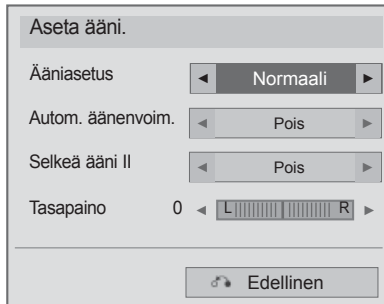 Aseta ääni.
Ääniasetus ◄ Normaali ►
Autom. äänenvoim. ◄ Pois ►
Selkeä ääni II ◄ Pois ►
Tasapaino 0 ◄ L R ►
Edellinen